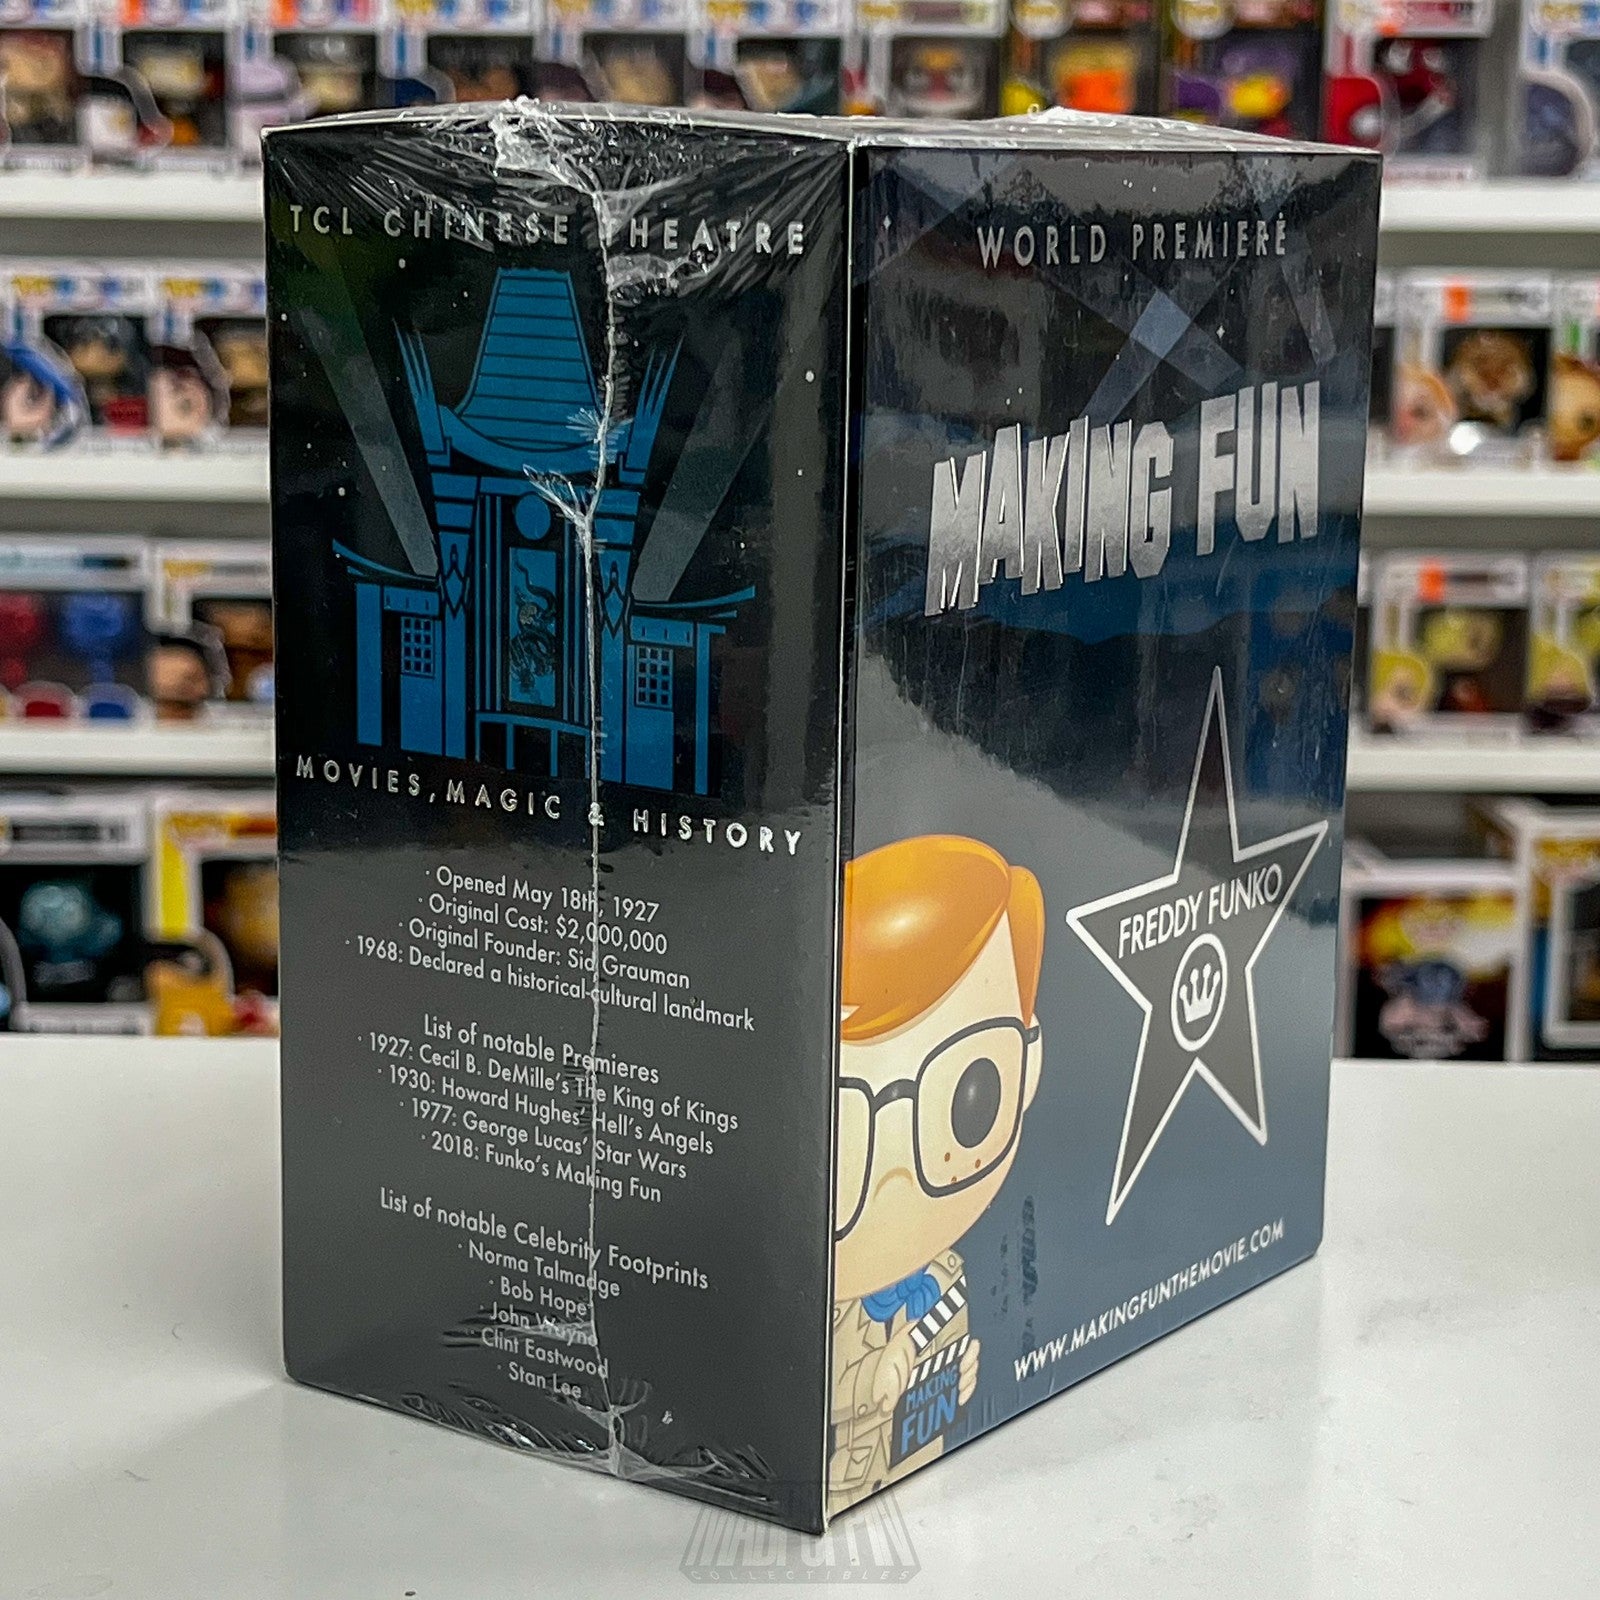 TCL CHINESE THEATRE
MOVIES, MAGIC & HISTORY
· Opened May 18th, 1927
· Original Cost: $2,000,000
· Original Founder: Sid Grauman
· 1968: Declared a historical-cultural landmark
List of notable Premieres
· 1927: Cecil B. DeMille's The King of Kings
· 1930: Howard Hughes' Hell's Angels
· 1977: George Lucas' Star Wars
· 2018: Funko's Making Fun
List of notable Celebrity Footprints
· Norma Talmadge
· Bob Hope
· John Wayne
· Clint Eastwood
· Stan Lee
WORLD PREMIERE
MAKING FUN
FREDDY FUNKO
MAKING
FUN
WWW.MAKINGFUNTHEMOVIE.COM
COLLECTIBLES